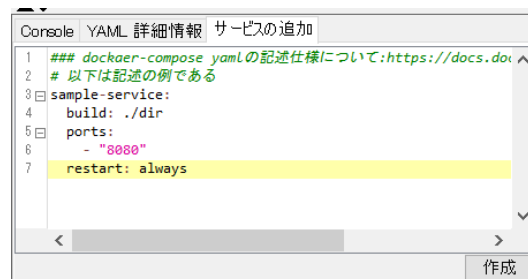 Console YAML 詳細情報 サービスの追加
1 ### dockaer-compose yamlの記述仕様について:https://docs.doc
2 # 以下は記述の例である
3 sample-service:
4 build: ./dir
5 ports:
6 - "8080"
7 restart: always
作成